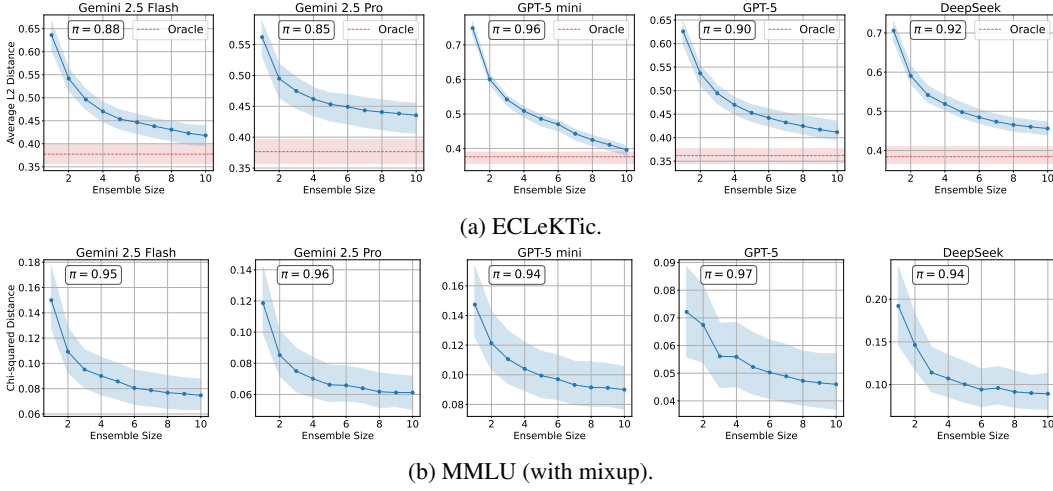 Gemini 2.5 Flash
Gemini 2.5 Pro
GPT-5 mini
GPT-5
DeepSeek
π = 0.88
Oracle
π = 0.85
Oracle
π = 0.96
Oracle
π = 0.90
Oracle
π = 0.92
Oracle
Average L2 Distance
0.65
0.60
0.55
0.50
0.45
0.40
0.35
0.55
0.50
0.45
0.40
0.35
0.7
0.6
0.5
0.4
0.65
0.60
0.55
0.50
0.45
0.40
0.35
0.7
0.6
0.5
0.4
2 4 6 8 10
2 4 6 8 10
2 4 6 8 10
2 4 6 8 10
2 4 6 8 10
Ensemble Size
Ensemble Size
Ensemble Size
Ensemble Size
Ensemble Size
(a) ECLeKTic.
Gemini 2.5 Flash
Gemini 2.5 Pro
GPT-5 mini
GPT-5
DeepSeek
π = 0.95
π = 0.96
π = 0.94
π = 0.97
π = 0.94
Chi-squared Distance
0.18
0.16
0.14
0.12
0.10
0.08
0.06
0.14
0.12
0.10
0.08
0.06
0.16
0.14
0.12
0.10
0.08
0.09
0.08
0.07
0.06
0.05
0.04
0.20
0.15
0.10
0 2 4 6 8 10
0 2 4 6 8 10
0 2 4 6 8 10
0 2 4 6 8 10
0 2 4 6 8 10
Ensemble Size
Ensemble Size
Ensemble Size
Ensemble Size
Ensemble Size
(b) MMLU (with mixup).